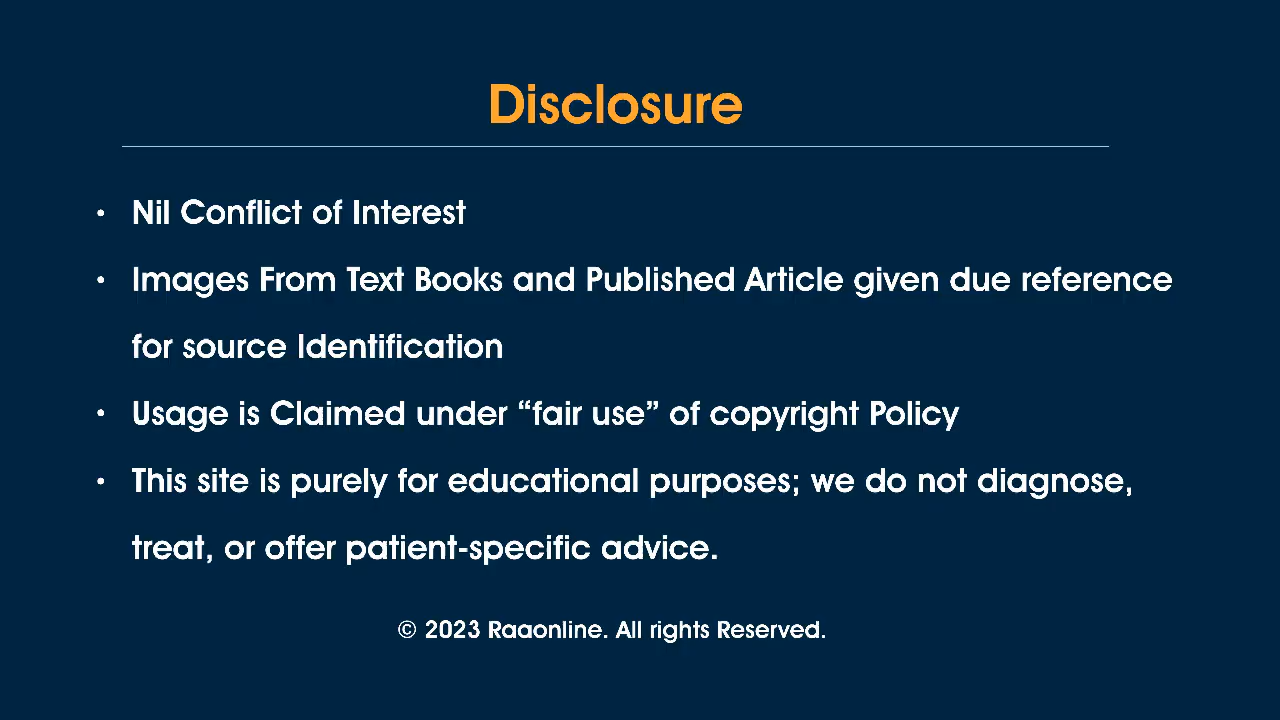 Disclosure
• Nil Conflict of Interest
• Images From Text Books and Published Article given due reference
for source Identification
• Usage is Claimed under “fair use” of copyright Policy
• This site is purely for educational purposes; we do not diagnose,
treat, or offer patient-specific advice.
© 2023 Raaonline. All rights Reserved.